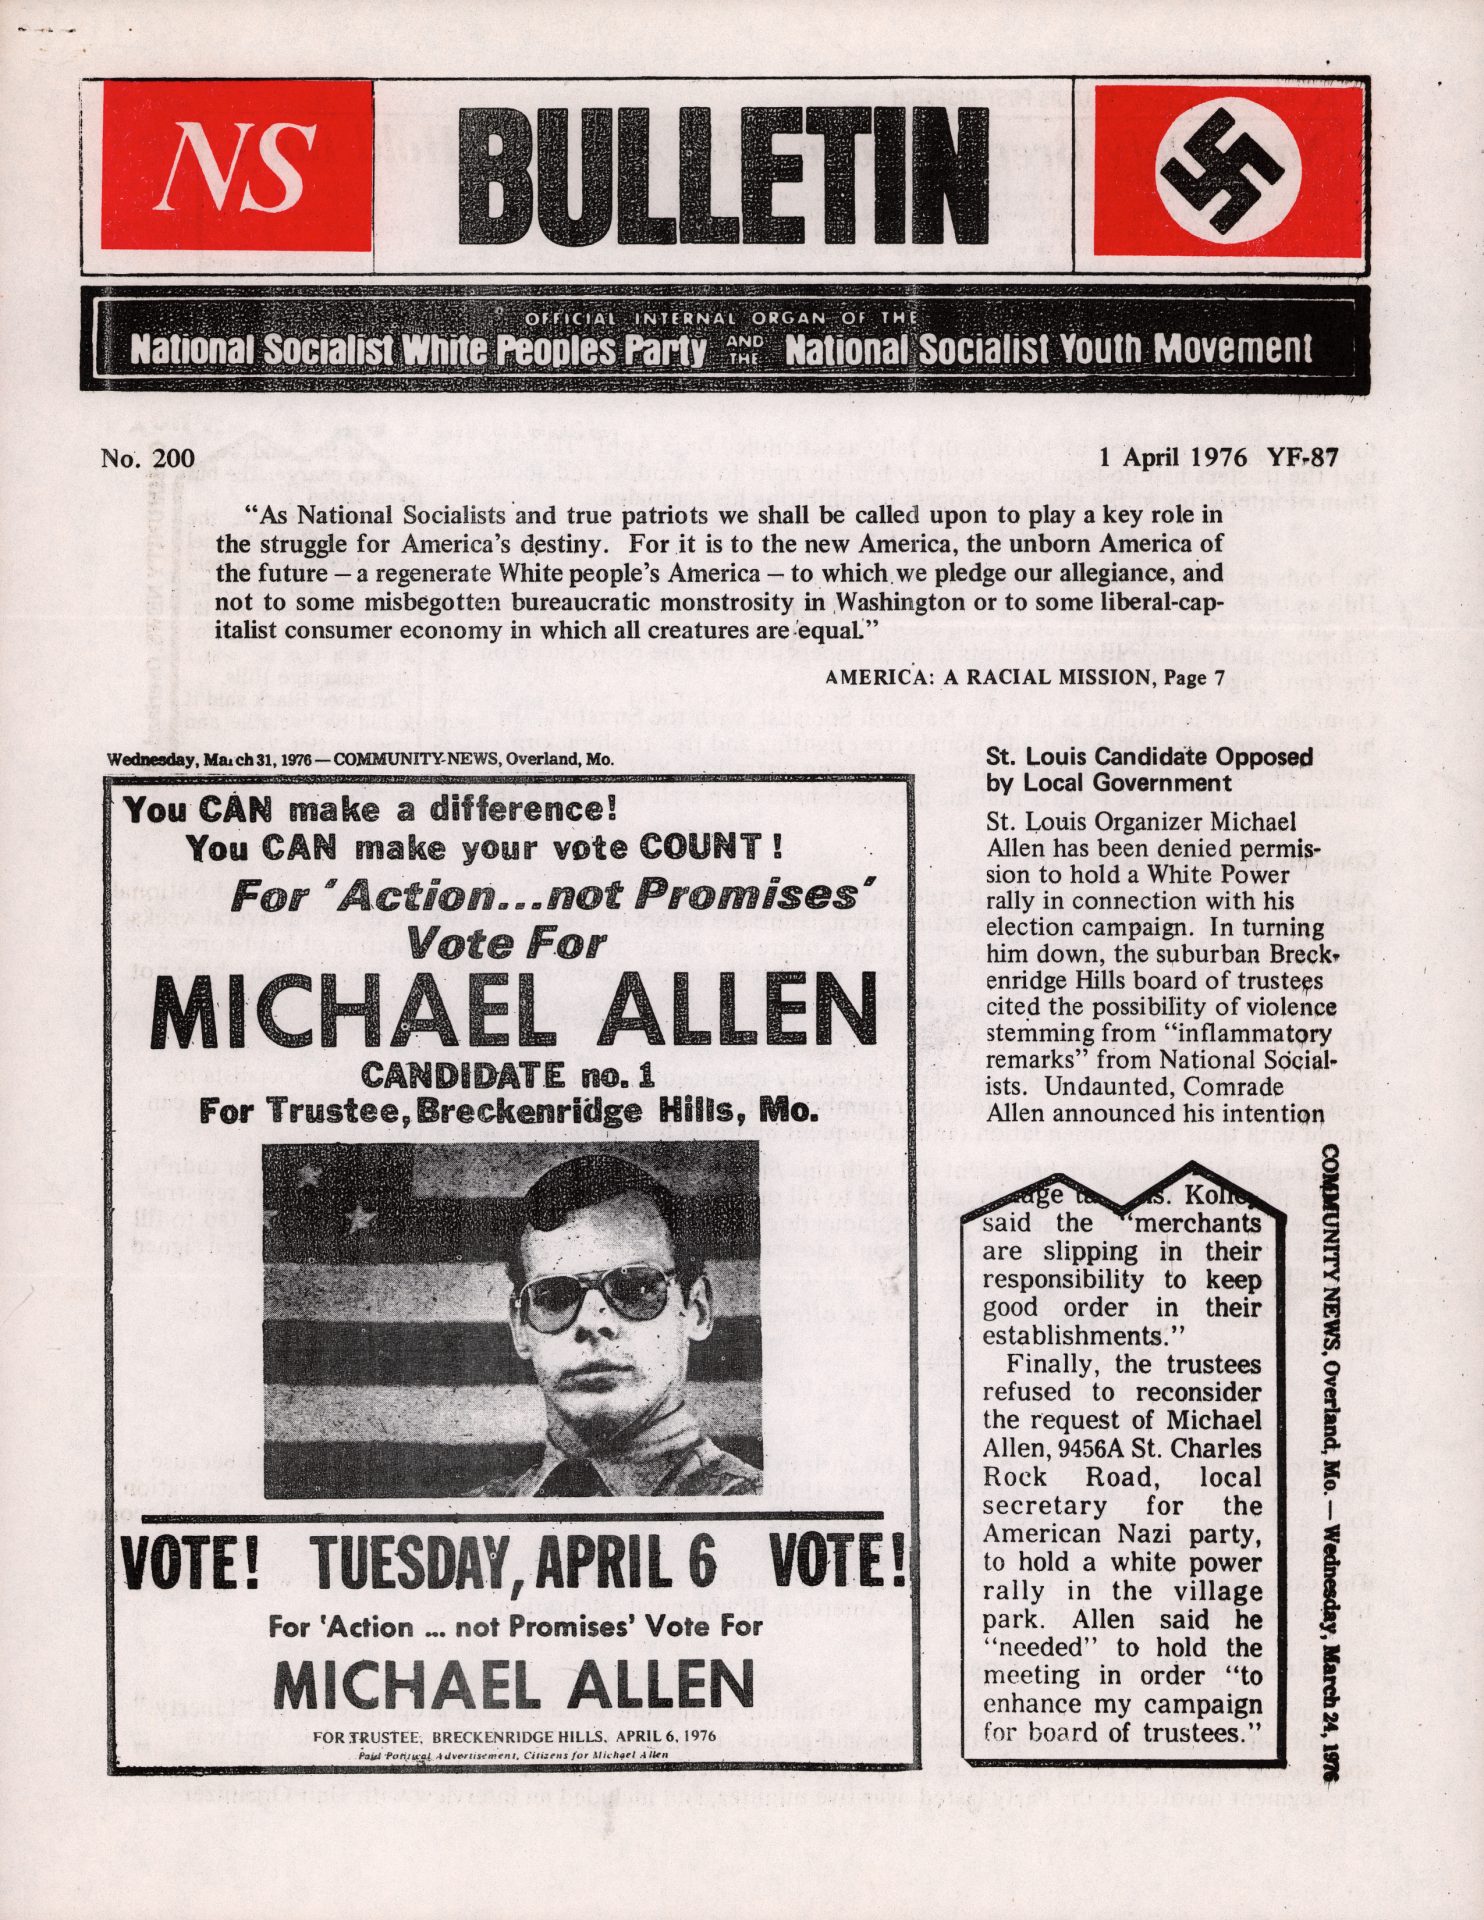 NS
BULLETIN
OFFICIAL INTERNAL ORGAN OF THE
National Socialist White Peoples Party AND THE National Socialist Youth Movement
No. 200
1 April 1976 YF-87
“As National Socialists and true patriots we shall be called upon to play a key role in
the struggle for America’s destiny. For it is to the new America, the unborn America of
the future – a regenerate White people’s America – to which we pledge our allegiance, and
not to some misbegotten bureaucratic monstrosity in Washington or to some liberal-cap-
italist consumer economy in which all creatures are equal.”
AMERICA: A RACIAL MISSION, Page 7
Wednesday, March 31, 1976 — COMMUNITY NEWS, Overland, Mo.
You CAN make a difference!
You CAN make your vote COUNT !
For ‘Action...not Promises’
Vote For
MICHAEL ALLEN
CANDIDATE no. 1
For Trustee, Breckenridge Hills, Mo.
VOTE! TUESDAY, APRIL 6 VOTE!
For ‘Action ... not Promises’ Vote For
MICHAEL ALLEN
FOR TRUSTEE, BRECKENRIDGE HILLS, APRIL 6, 1976
Paid Political Advertisement, Citizens for Michael Allen
St. Louis Candidate Opposed
by Local Government
St. Louis Organizer Michael
Allen has been denied permis-
sion to hold a White Power
rally in connection with his
election campaign. In turning
him down, the suburban Breck-
enridge Hills board of trustees
cited the possibility of violence
stemming from “inflammatory
remarks” from National Social-
ists. Undaunted, Comrade
Allen announced his intention
said the “merchants
are slipping in their
responsibility to keep
good order in their
establishments.”
Finally, the trustees
refused to reconsider
the request of Michael
Allen, 9456A St. Charles
Rock Road, local
secretary for the
American Nazi party,
to hold a white power
rally in the village
park. Allen said he
“needed” to hold the
meeting in order “to
enhance my campaign
for board of trustees.”
COMMUNITY NEWS, Overland, Mo. — Wednesday, March 24, 1976